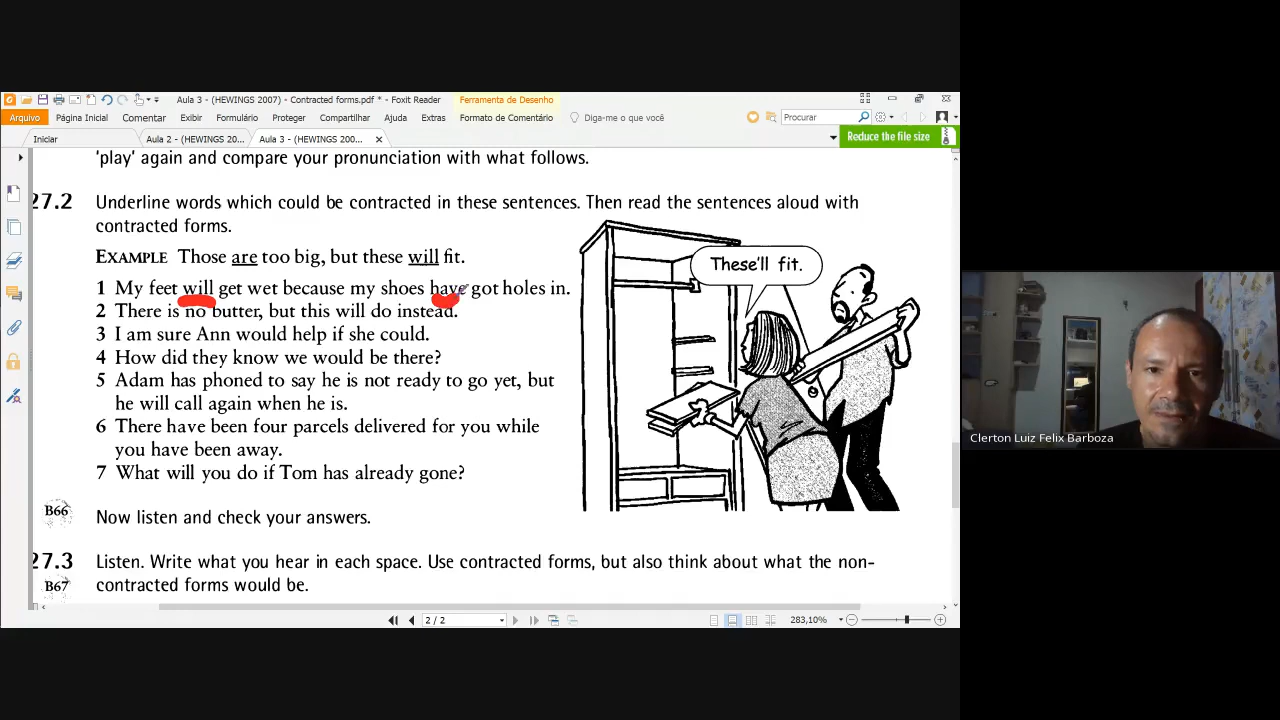 Aula 3 - (HEWINGS 2007) - Contracted forms.pdf * - Foxit Reader
Ferramenta de Desenho
Arquivo Página Inicial Comentar Exibir Formulário Proteger Compartilhar Ajuda Extras Formato de Comentário Diga-me o que você Procurar
Iniciar Aula 2 - (HEWINGS 20... Aula 3 - (HEWINGS 200... Reduce the file size
'play' again and compare your pronunciation with what follows.
27.2 Underline words which could be contracted in these sentences. Then read the sentences aloud with
contracted forms.
EXAMPLE Those are too big, but these will fit.
These'll fit.
1 My feet will get wet because my shoes have got holes in.
2 There is no butter, but this will do instead.
3 I am sure Ann would help if she could.
4 How did they know we would be there?
5 Adam has phoned to say he is not ready to go yet, but
he will call again when he is.
6 There have been four parcels delivered for you while
you have been away.
7 What will you do if Tom has already gone?
B66 Now listen and check your answers.
27.3 Listen. Write what you hear in each space. Use contracted forms, but also think about what the non-
B67 contracted forms would be.
2 / 2
283,10%
Clerton Luiz Felix Barboza